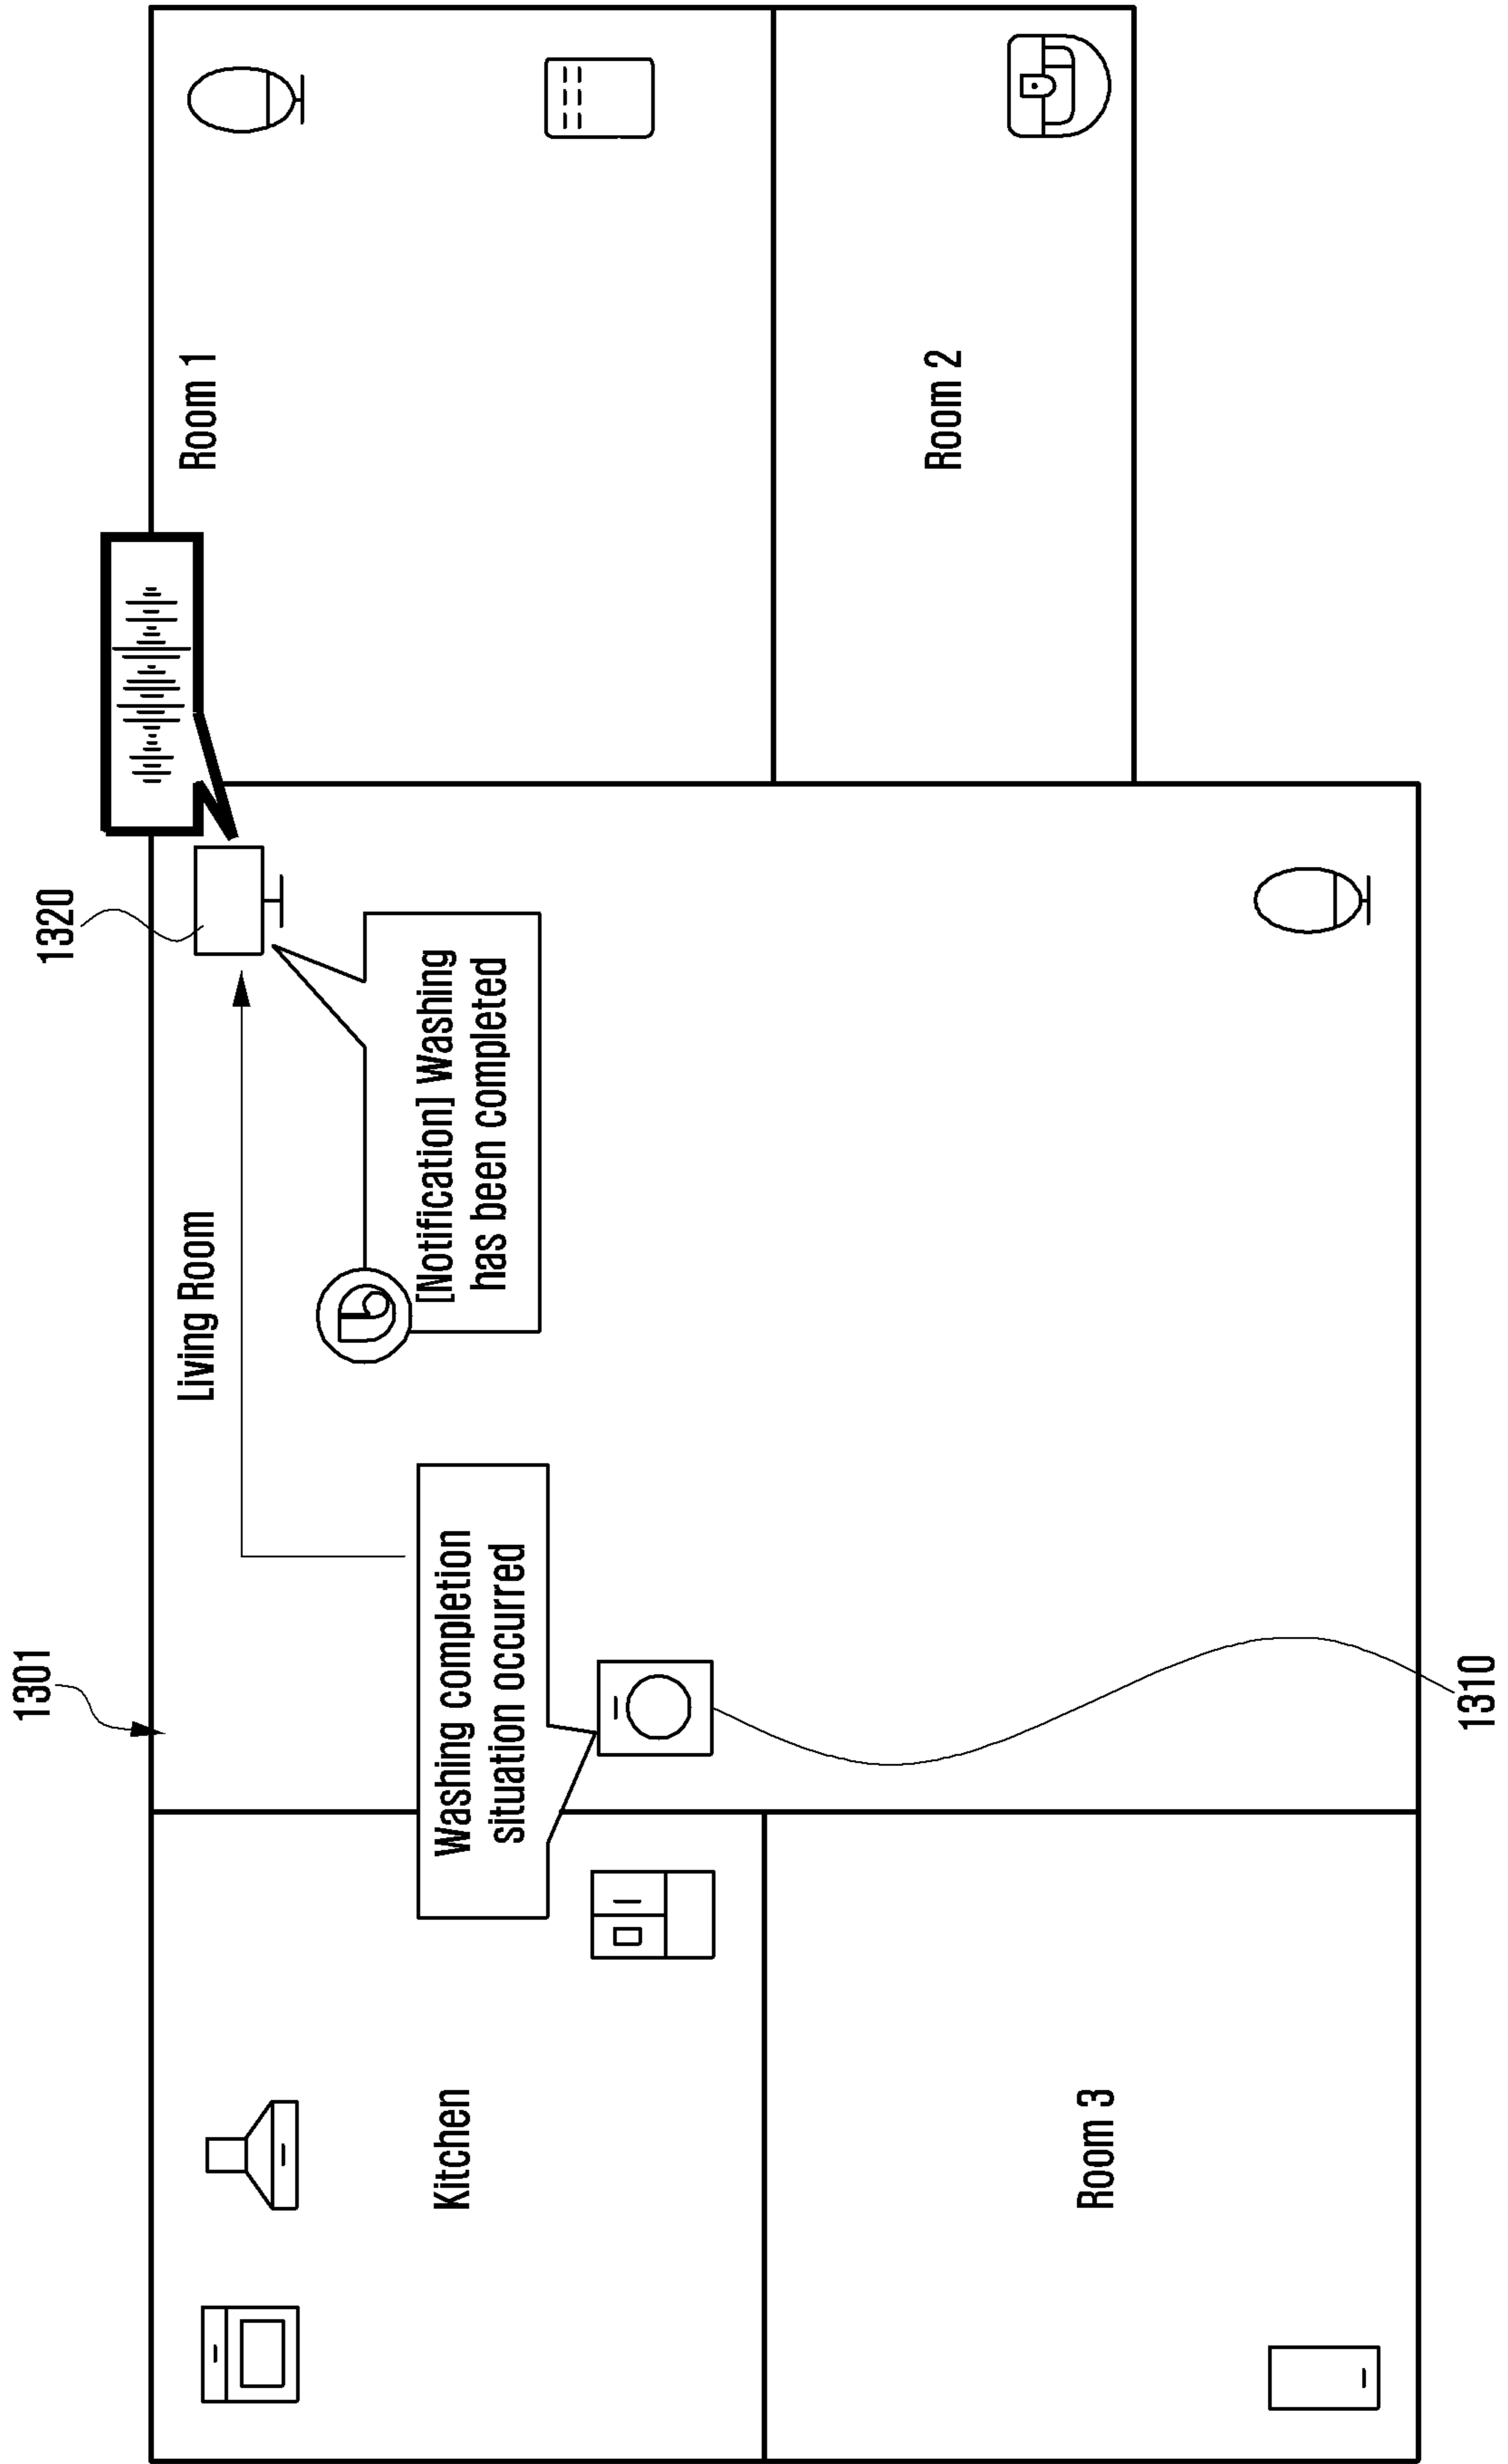 1301
1320
Living Room
Room 1
Washing completion
situation occurred
[Notification] Washing
has been completed
Kitchen
Room 2
Room 3
1310